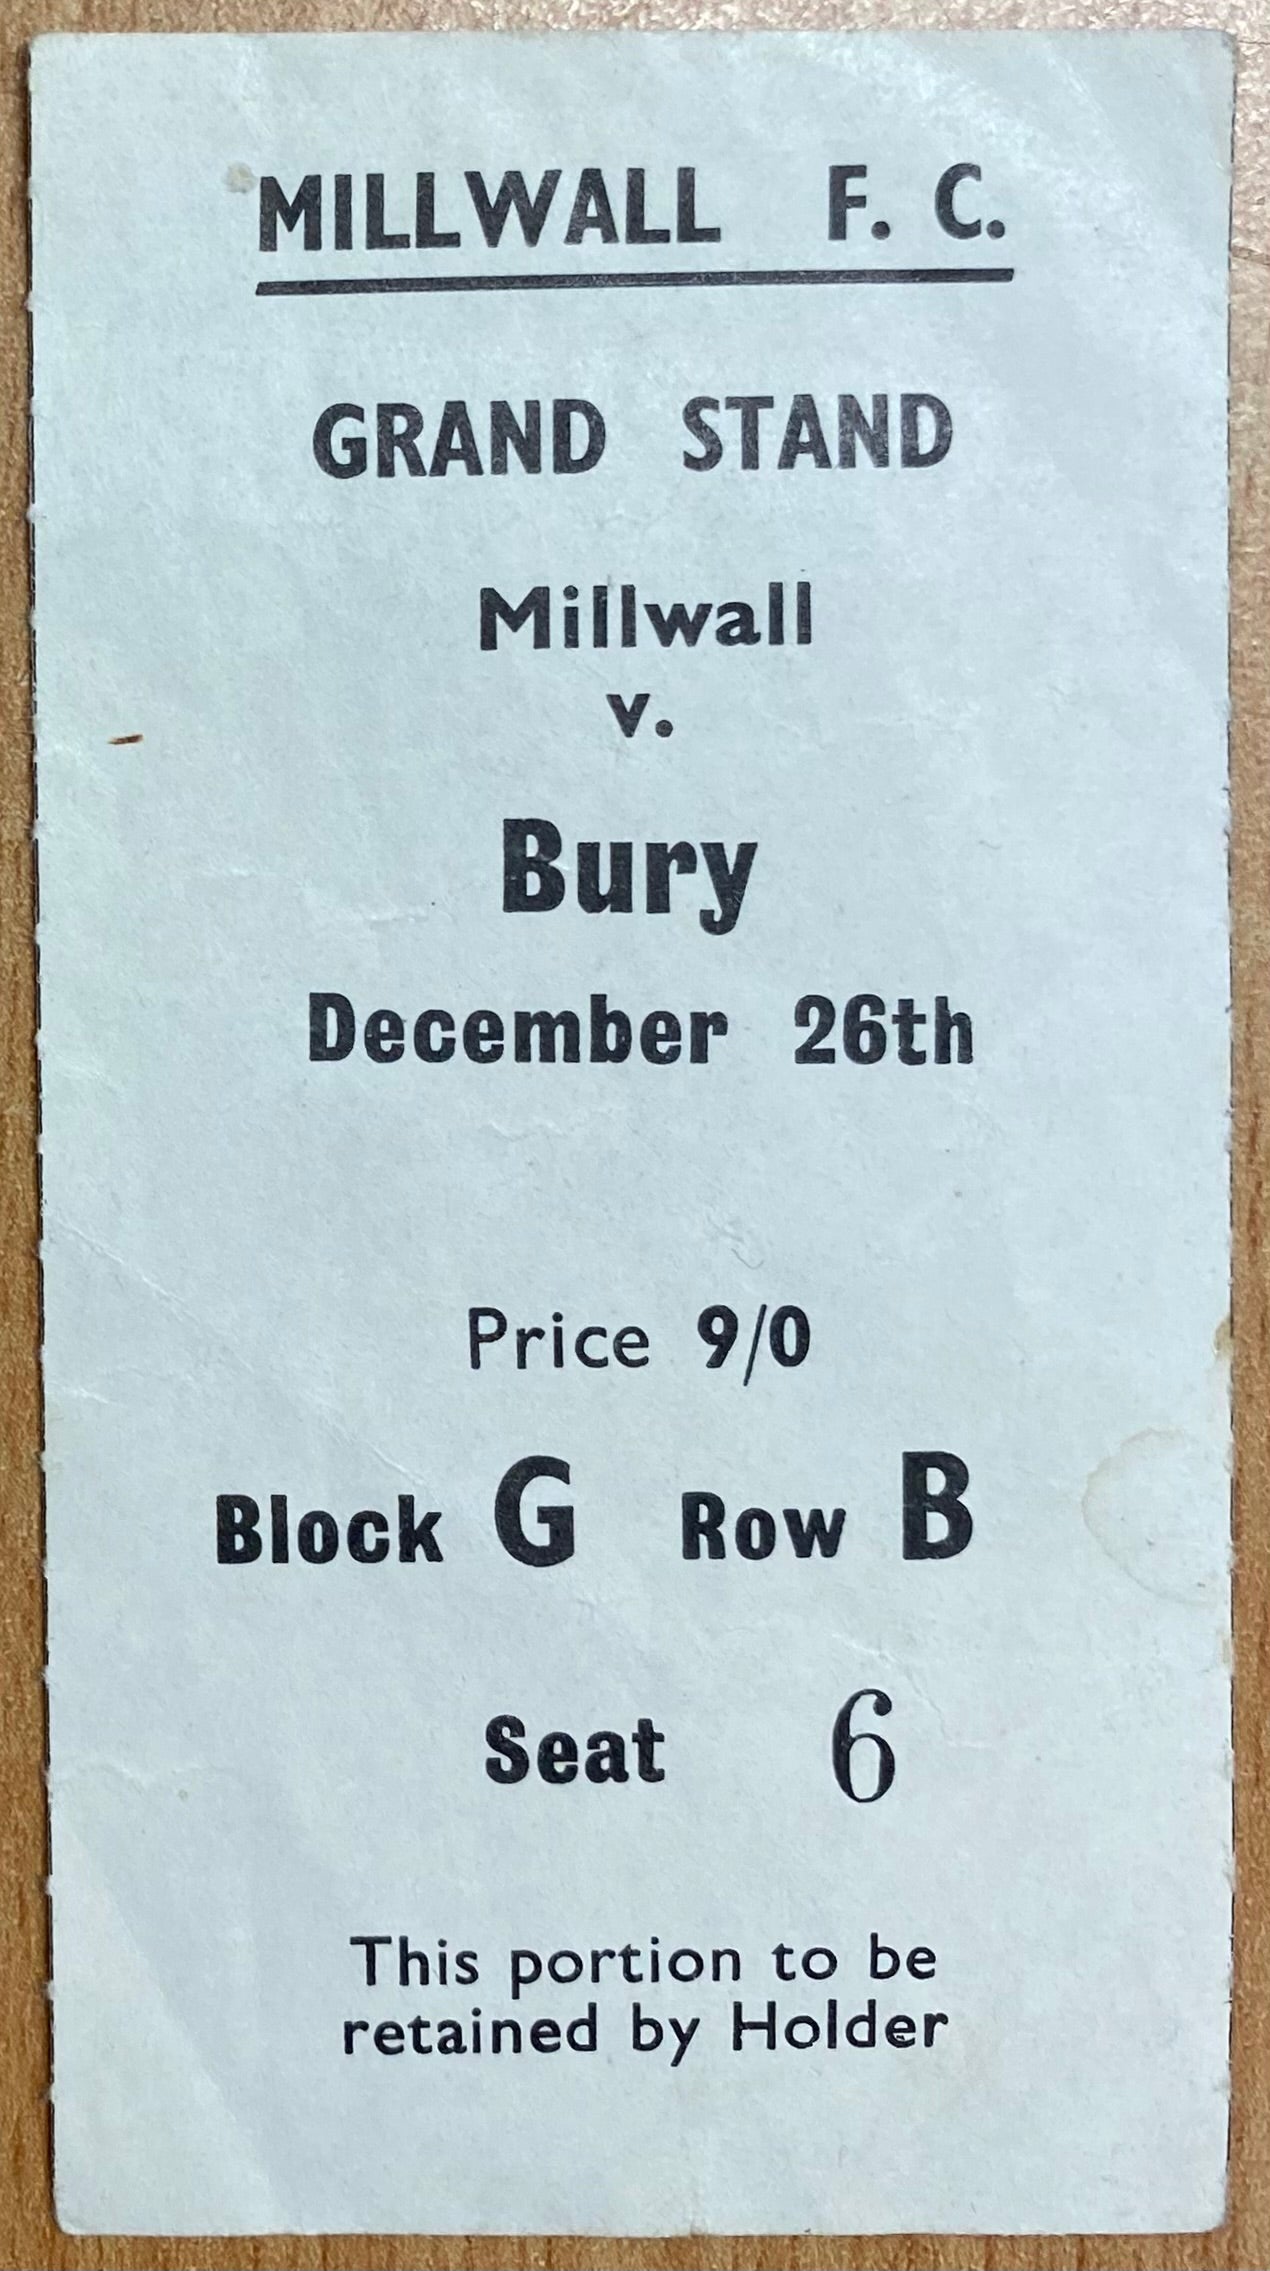 MILLWALL F. C.
GRAND STAND
Millwall
v.
Bury
December 26th
Price 9/0
Block G Row B
Seat 6
This portion to be
retained by Holder